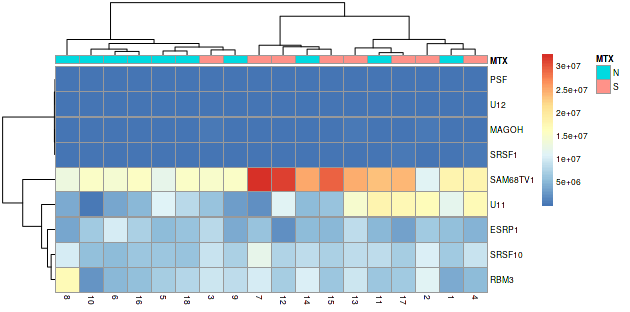 MTX
PSF
U12
MAGOH
SRSF1
SAM68TV1
U11
ESRP1
SRSF10
RBM3
8 10 6 16 5 18 3 9 7 12 14 15 13 11 17 2 1 4
3e+07
2.5e+07
2e+07
1.5e+07
1e+07
5e+06
MTX
N
S